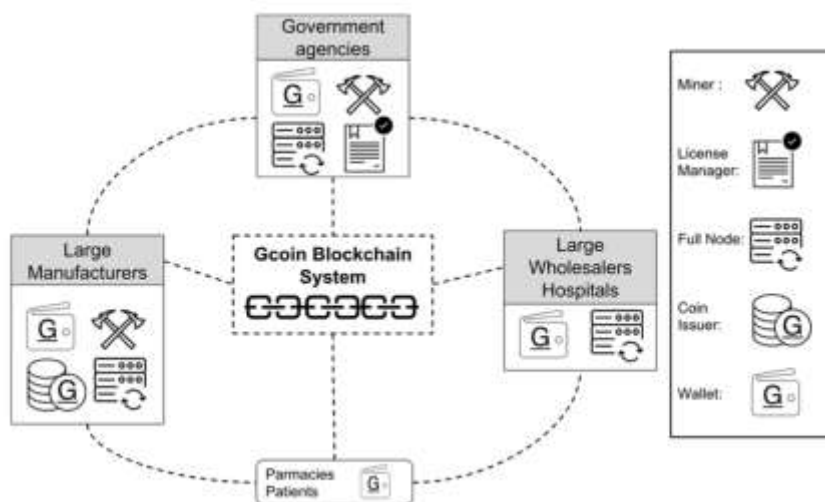 Government
agencies
G
Large
Manufacturers
G
G
Gcoin Blockchain
System
Large
Wholesalers
Hospitals
G
Parmacies
Patients
G
Miner :
License
Manager:
Full Node:
Coin
Issuer:
G
Wallet:
G